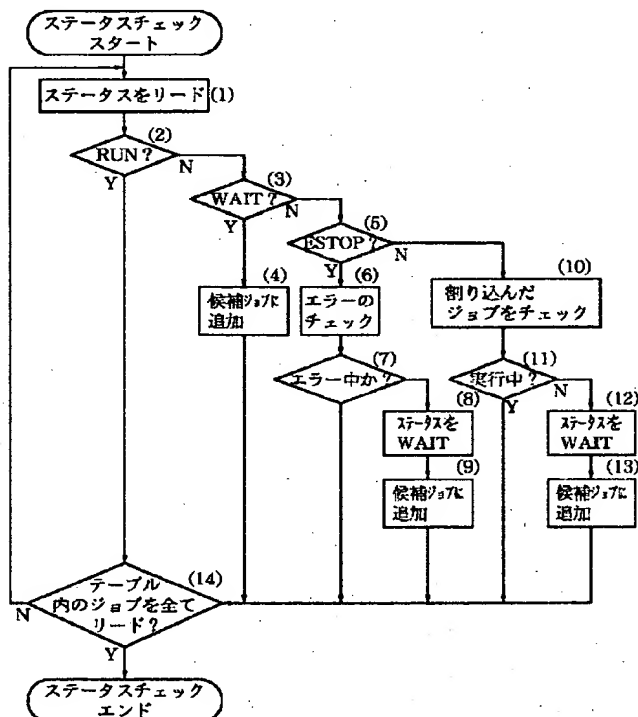 ステータスチェック
スタート
ステータスをリード
(1)
(2)
RUN？
N
Y
(3)
WAIT？
N
Y
(5)
ESTOP？
N
Y
(4)
候補ジョブに
追加
(6)
エラーの
チェック
(10)
割り込んだ
ジョブをチェック
(7)
エラー中か？
(11)
実行中？
N
Y
(8)
ステータスを
WAIT
(12)
ステータスを
WAIT
(9)
候補ジョブに
追加
(13)
候補ジョブに
追加
(14)
テーブル
内のジョブを全て
リード？
N
Y
ステータスチェック
エンド